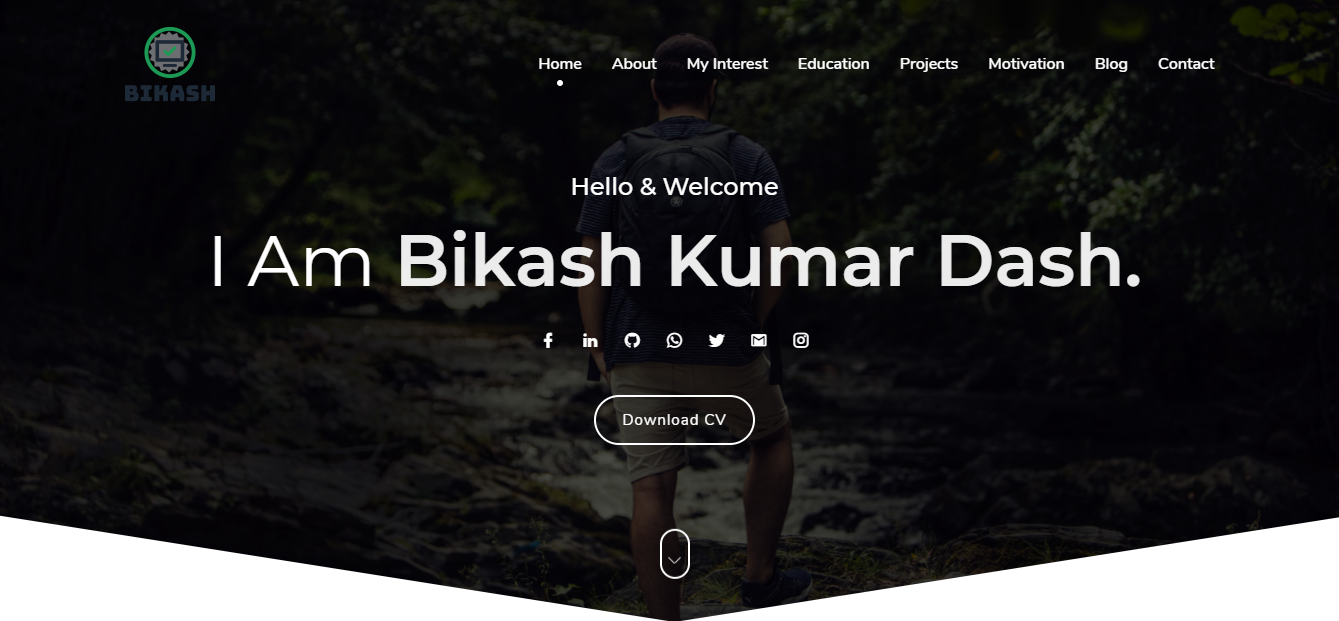 BIKASH
Home About My Interest Education Projects Motivation Blog Contact
Hello & Welcome
I Am Bikash Kumar Dash.
Download CV